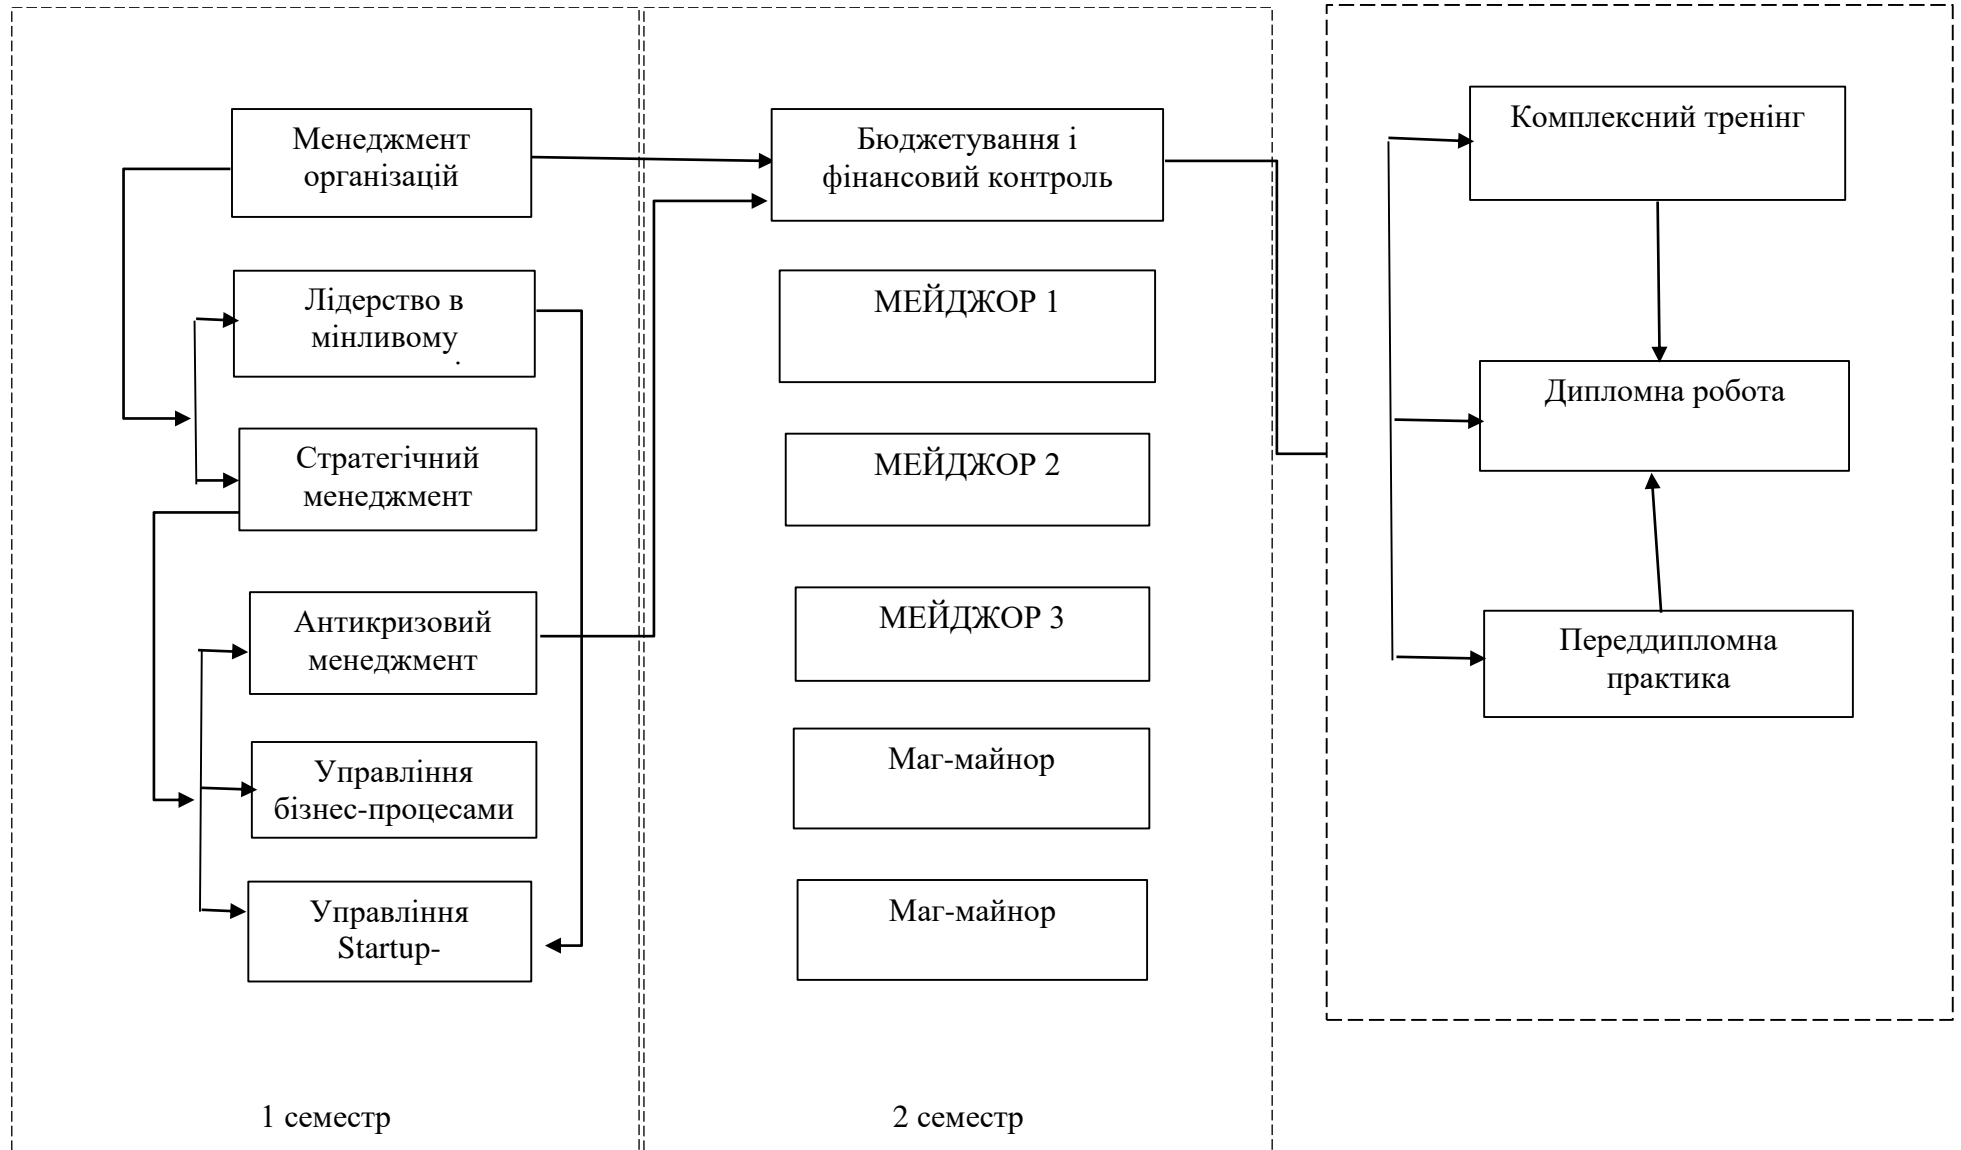 Менеджмент
організацій
Лідерство в
мінливому
Стратегічний
менеджмент
Антикризовий
менеджмент
Управління
бізнес-процесами
Управління
Startup-
1 семестр
Бюджетування і
фінансовий контроль
МЕЙДЖОР 1
МЕЙДЖОР 2
МЕЙДЖОР 3
Маг-майнор
Маг-майнор
2 семестр
Комплексний тренінг
Дипломна робота
Переддипломна
практика